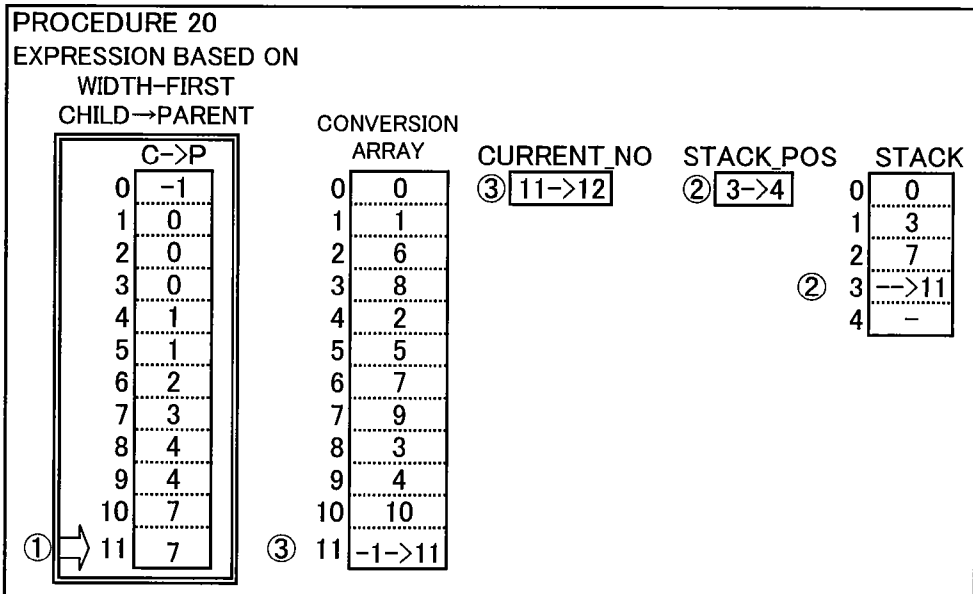 PROCEDURE 20
EXPRESSION BASED ON
WIDTH-FIRST
CHILD→PARENT
CONVERSION
ARRAY
CURRENT_NO
STACK_POS
STACK
C->P
0 -1
1 0
2 0
3 0
4 1
5 1
6 2
7 3
8 4
9 4
10 7
① 11 7
0 0
1 1
2 6
3 8
4 2
5 5
6 7
7 9
8 3
9 4
10 10
③ 11 -1->11
③ 11->12
② 3->4
0 0
1 3
2 7
② 3 -->11
4 -